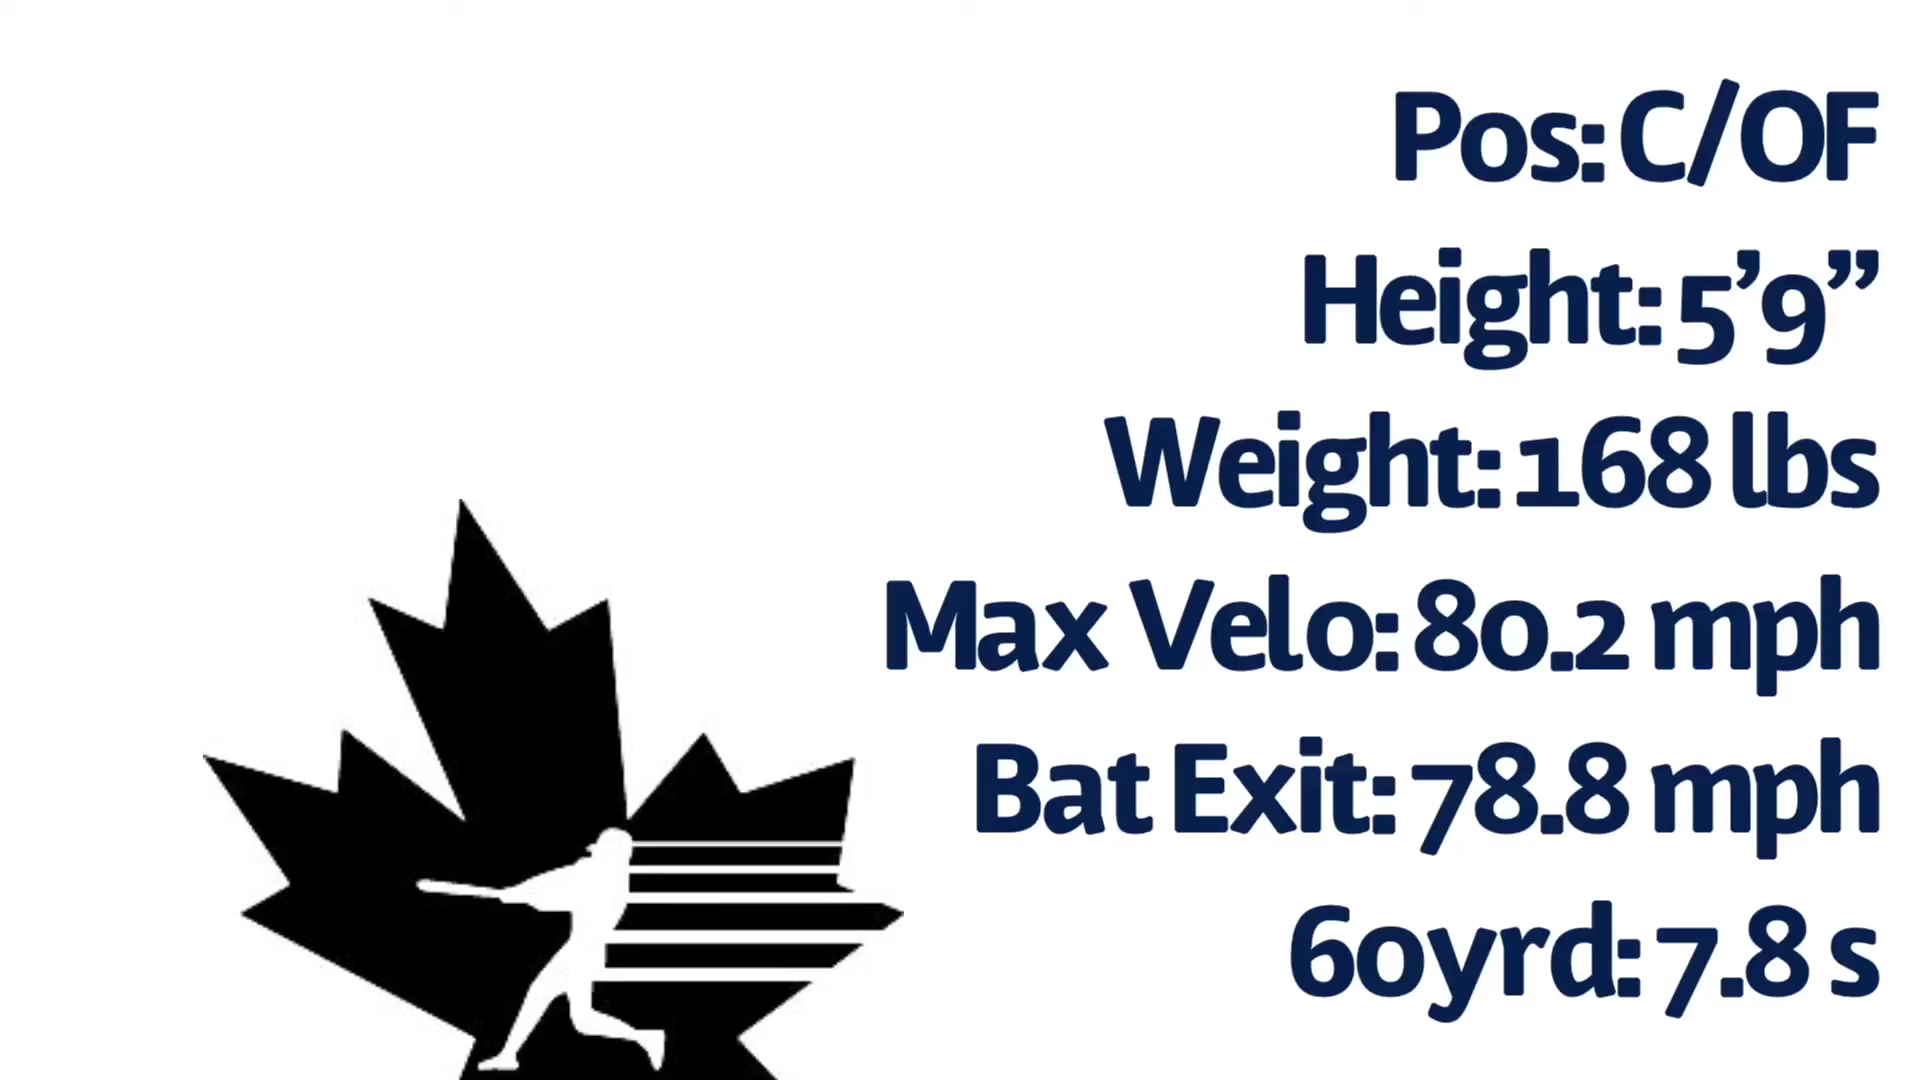 Pos: C/OF
Height: 5’9”
Weight: 168 lbs
Max Velo: 80.2 mph
Bat Exit: 78.8 mph
60yrd: 7.8 s